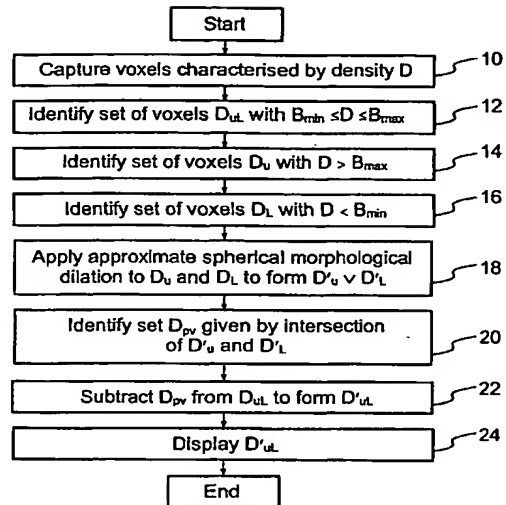 Start
Capture voxels characterised by density D
10
Identify set of voxels DuL with Bmin ≤D ≤Bmax
12
Identify set of voxels Du with D > Bmax
14
Identify set of voxels DL with D < Bmin
16
Apply approximate spherical morphological
dilation to Du and DL to form D'u v D'L
18
Identify set Dpv given by intersection
of D'u and D'L
20
Subtract Dpv from DuL to form D'uL
22
Display D'uL
24
End